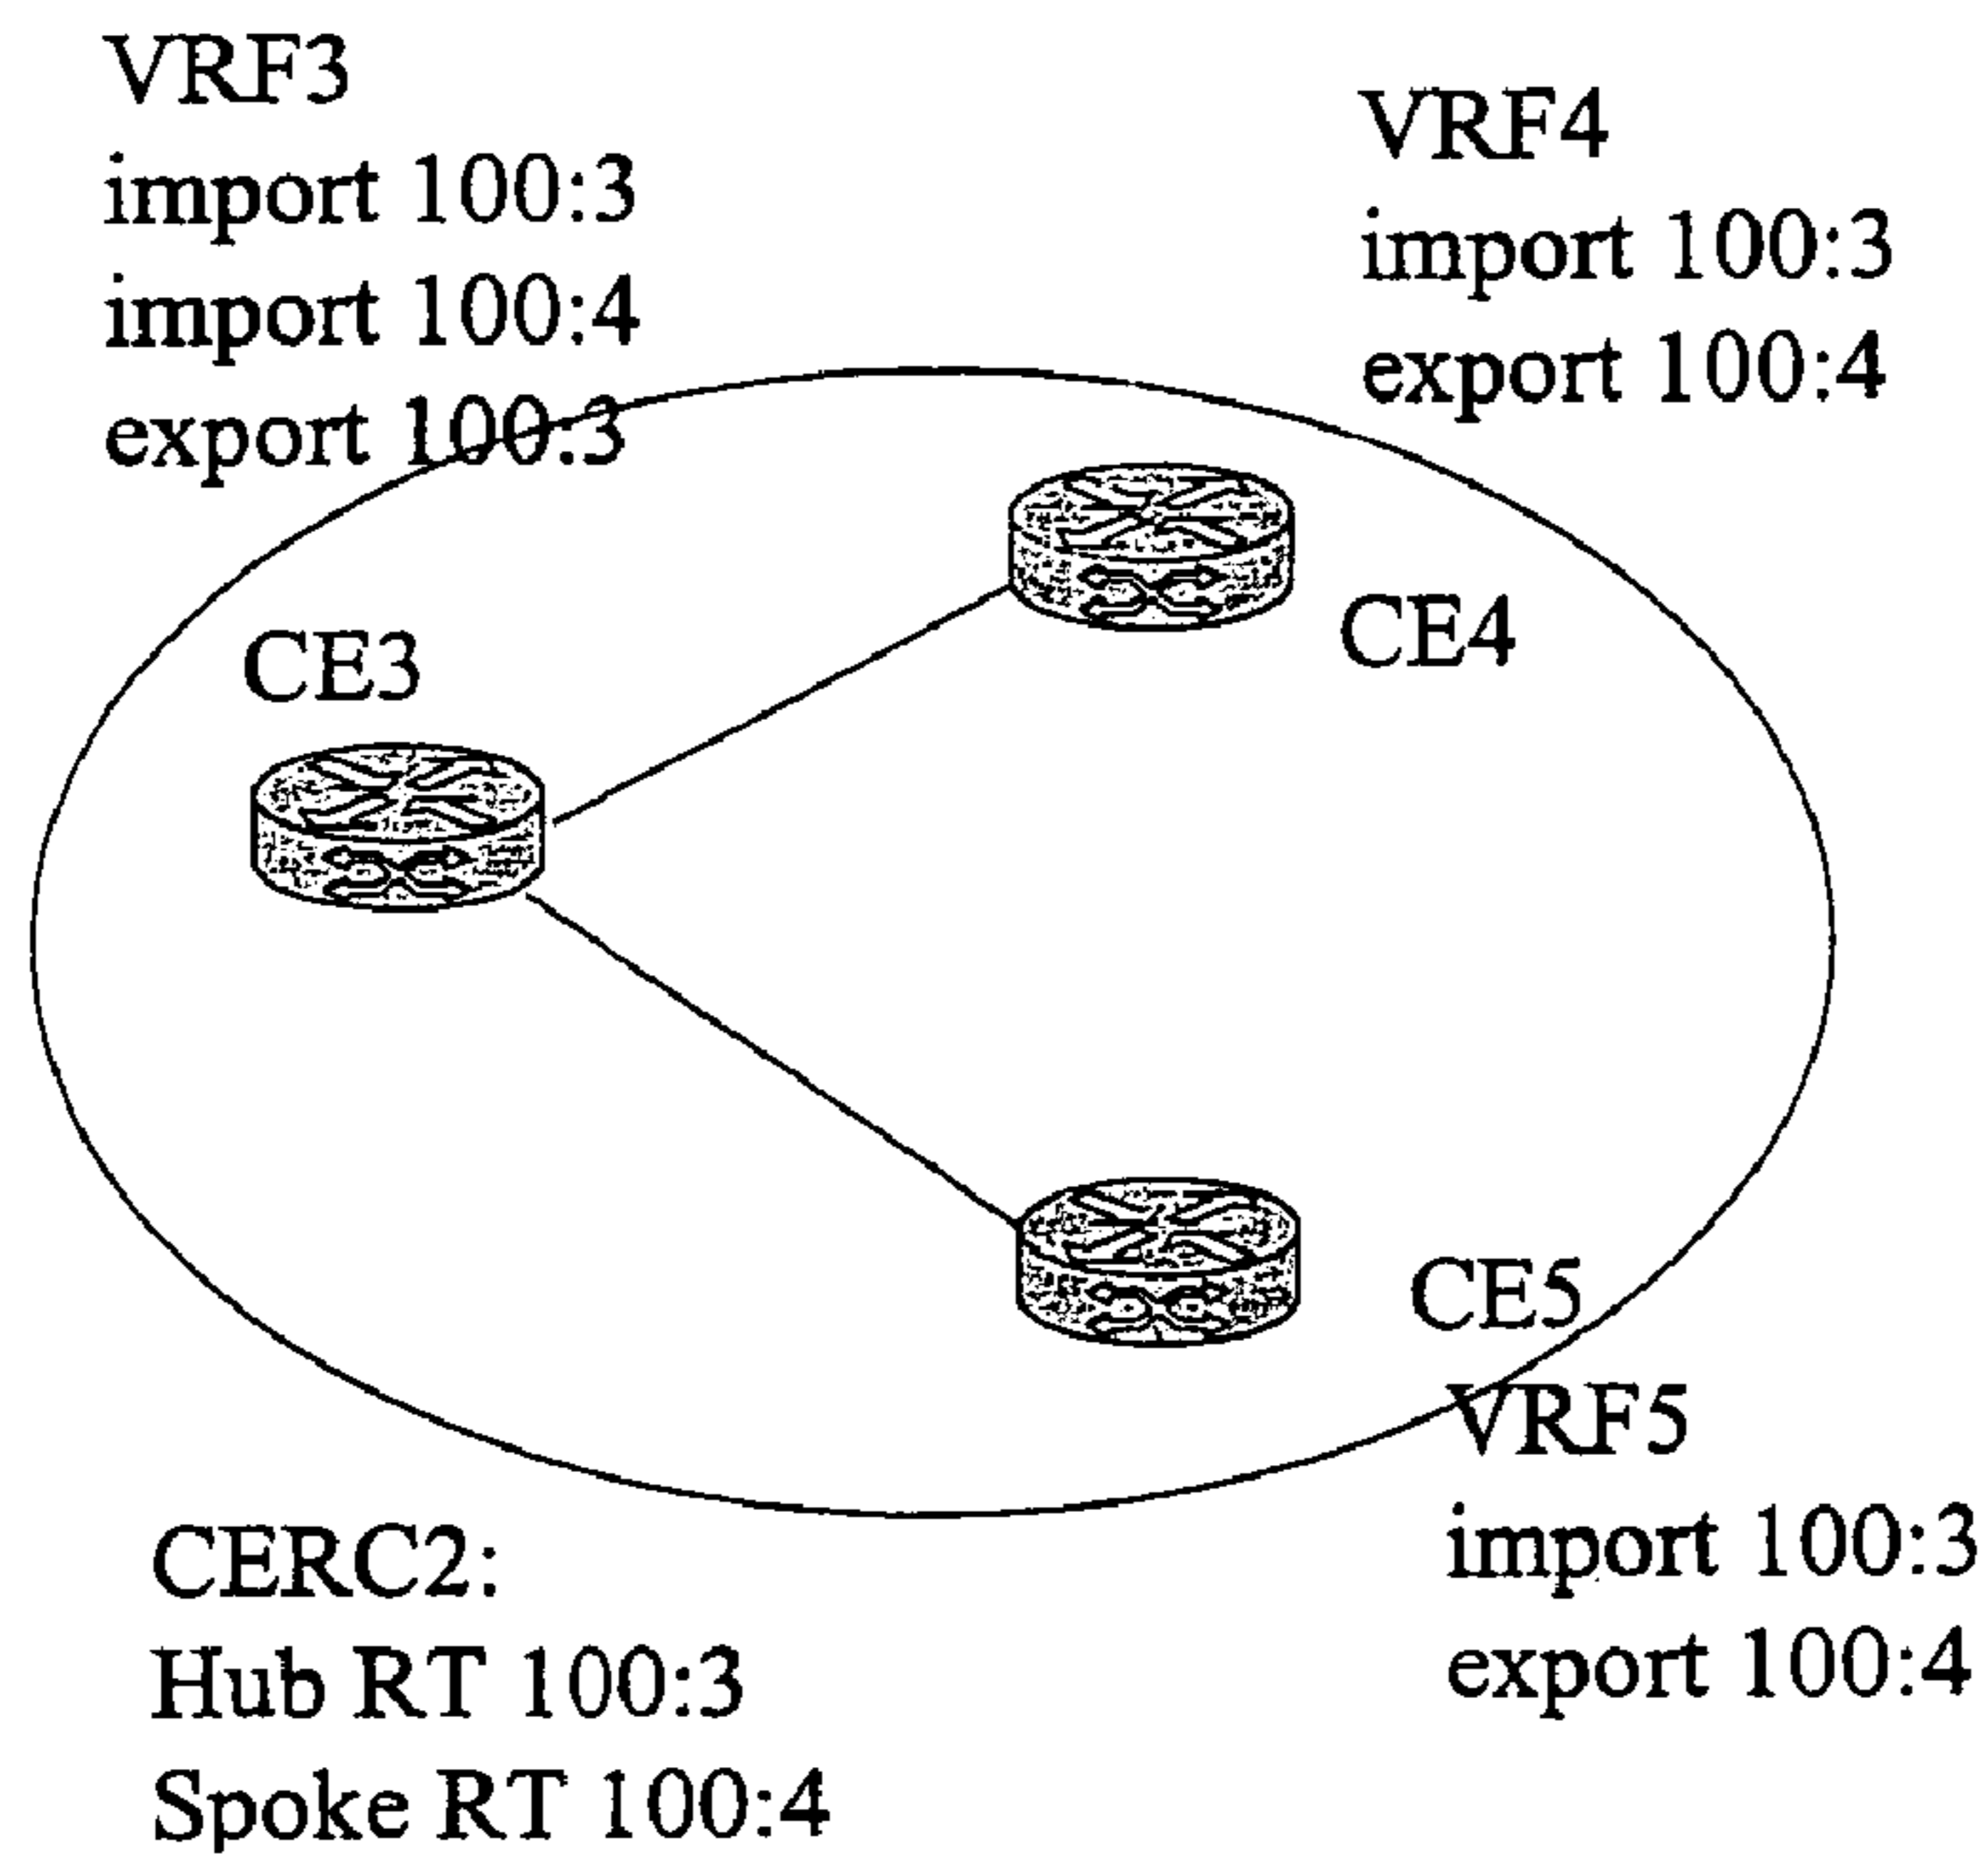 VRF3
import 100:3
import 100:4
export 100:3
VRF4
import 100:3
export 100:4
CE3
CE4
CE5
VRF5
import 100:3
export 100:4
CERC2:
Hub RT 100:3
Spoke RT 100:4